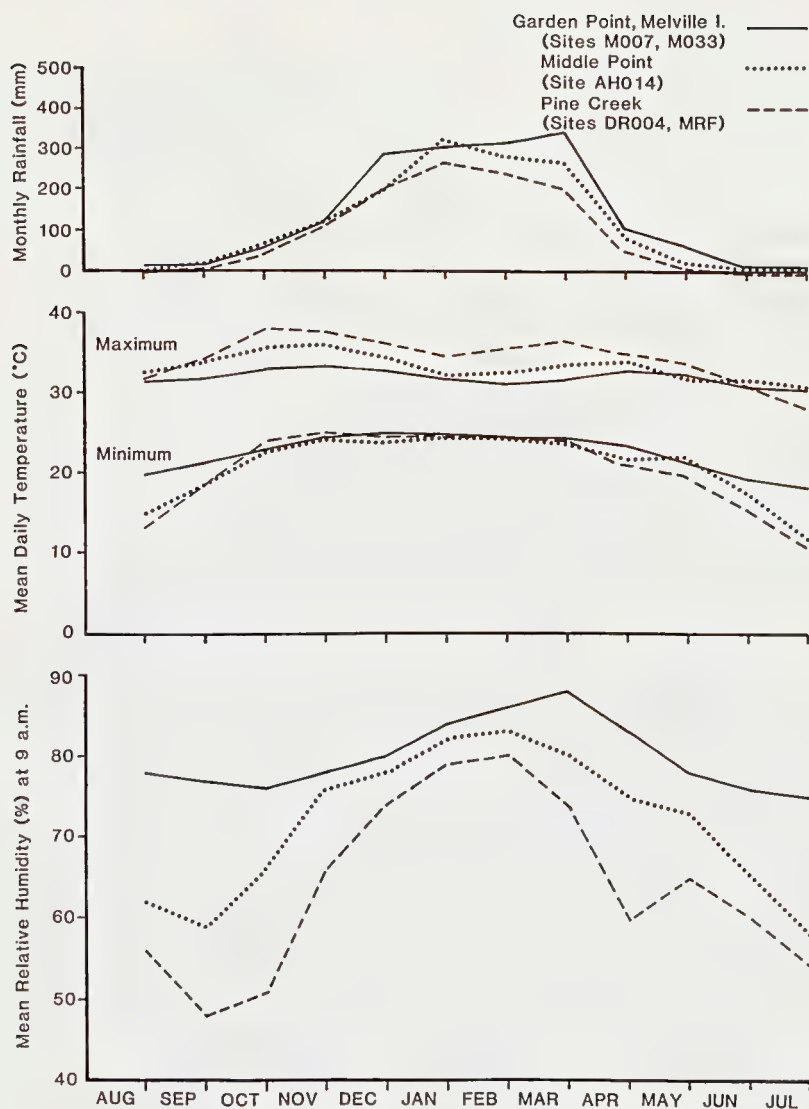 Garden Point, Melville I.
(Sites M007, M033)
Middle Point
(Site AH014)
Pine Creek
(Sites DR004, MRF)
Monthly Rainfall (mm)
500
400
300
200
100
0
Mean Daily Temperature (°C)
40
30
20
10
0
Maximum
Minimum
Mean Relative Humidity (%) at 9 a.m.
90
80
70
60
50
40
AUG SEP OCT NOV DEC JAN FEB MAR APR MAY JUN JUL